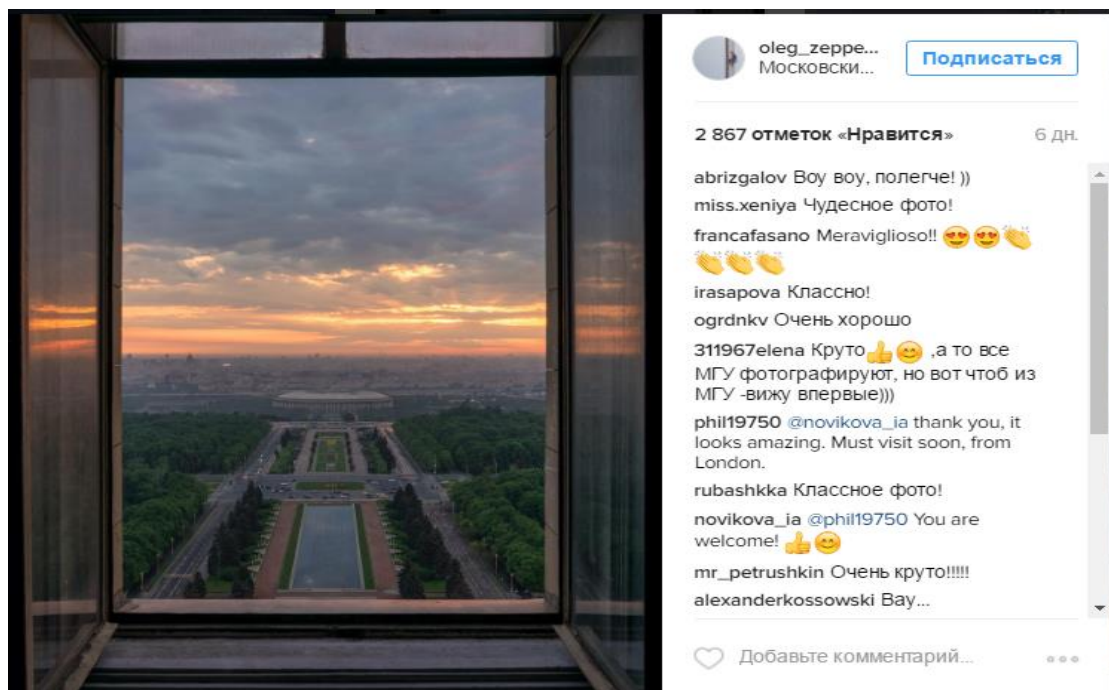 oleg_zeppe...
Московски...
Подписаться
2 867 отметок «Нравится»
6 дн.
abrizgalov Воу воу, полегче! ))
miss.xeniya Чудесное фото!
francafasano Meraviglioso!! 😍😍👏
👏👏👏
irasapova Классно!
ogrdnkv Очень хорошо
311967elena Круто👍😊 ,а то все
МГУ фотографируют, но вот чтоб из
МГУ -вижу впервые)))
phil19750 @novikova_ia thank you, it
looks amazing. Must visit soon, from
London.
rubashkka Классное фото!
novikova_ia @phil19750 You are
welcome! 👍😊
mr_petrushkin Очень круто!!!!!
alexanderkossowski Вау...
Добавьте комментарий...